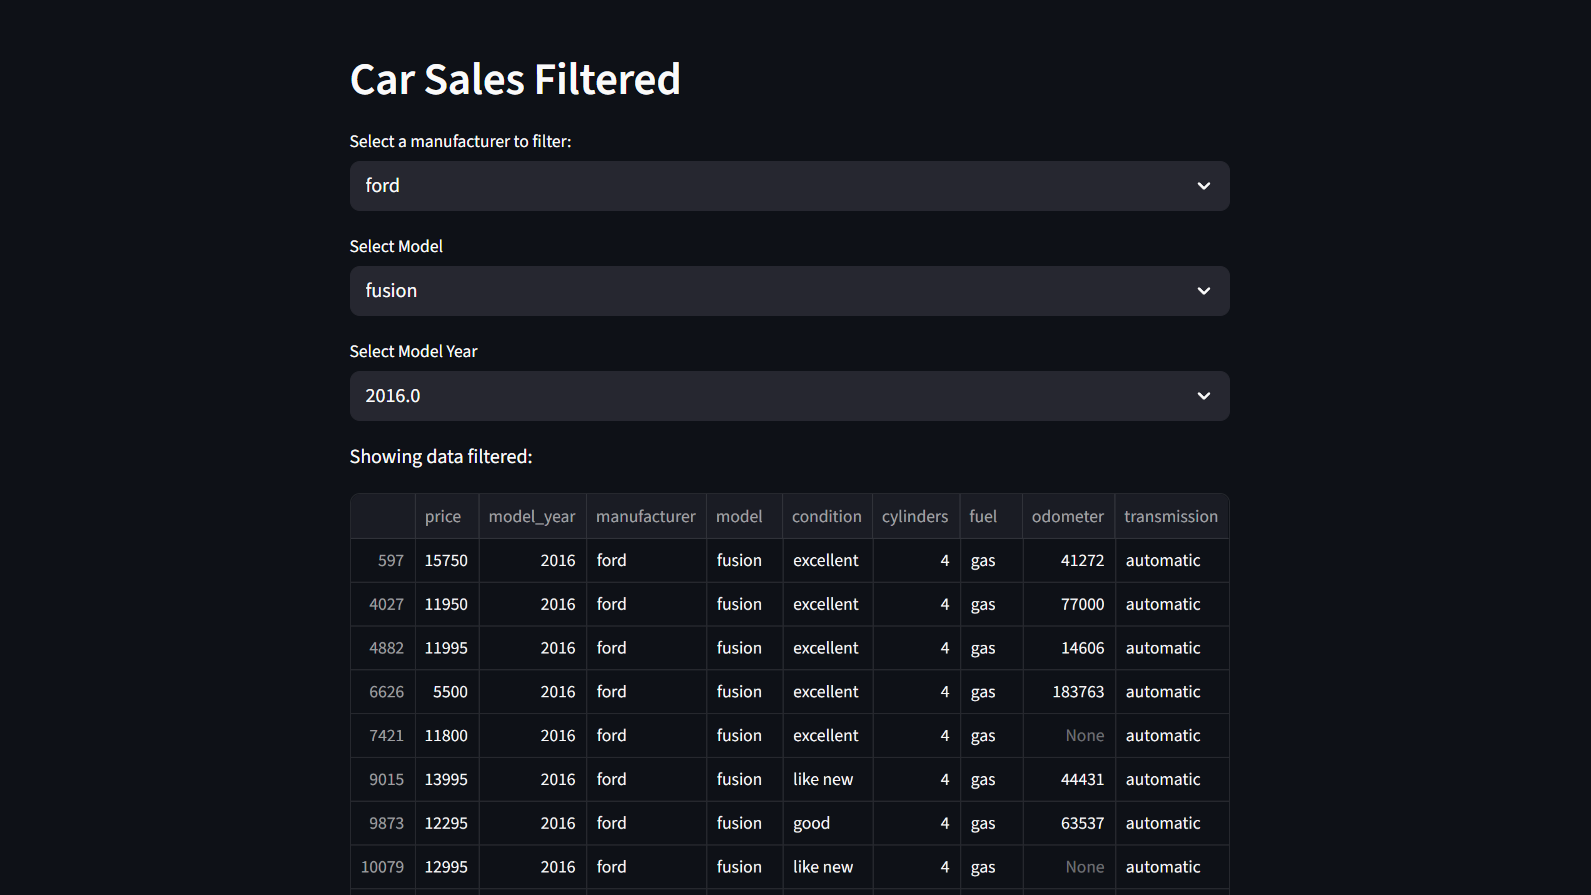 Car Sales Filtered
Select a manufacturer to filter:
ford
Select Model
fusion
Select Model Year
2016.0
Showing data filtered:
price model_year manufacturer model condition cylinders fuel odometer transmission
597 15750 2016 ford fusion excellent 4 gas 41272 automatic
4027 11950 2016 ford fusion excellent 4 gas 77000 automatic
4882 11995 2016 ford fusion excellent 4 gas 14606 automatic
6626 5500 2016 ford fusion excellent 4 gas 183763 automatic
7421 11800 2016 ford fusion excellent 4 gas None automatic
9015 13995 2016 ford fusion like new 4 gas 44431 automatic
9873 12295 2016 ford fusion good 4 gas 63537 automatic
10079 12995 2016 ford fusion like new 4 gas None automatic